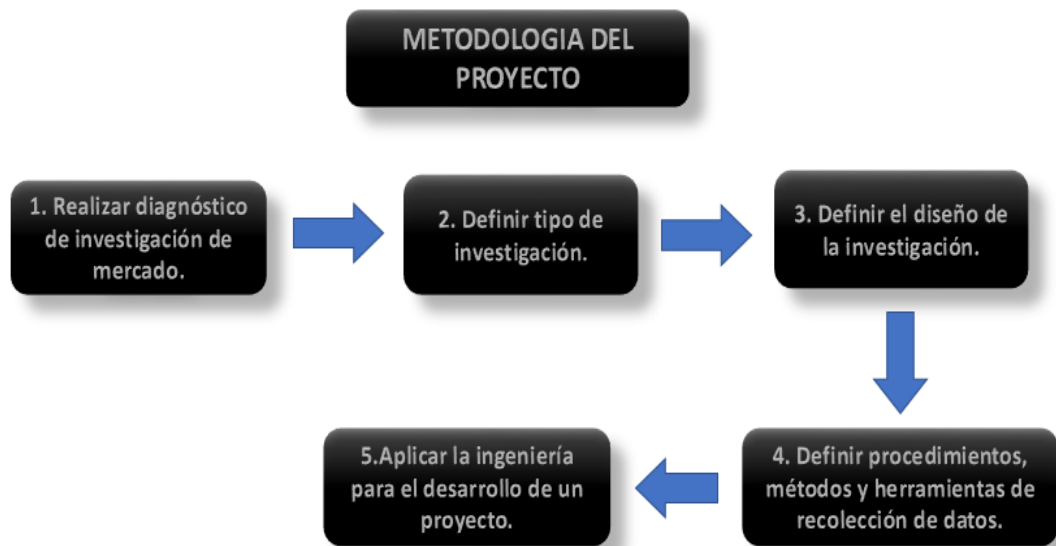 METODOLOGIA DEL
PROYECTO
1. Realizar diagnóstico
de investigación de
mercado.
2. Definir tipo de
investigación.
3. Definir el diseño de
la investigación.
4. Definir procedimientos,
métodos y herramientas de
recolección de datos.
5.Aplicar la ingeniería
para el desarrollo de un
proyecto.